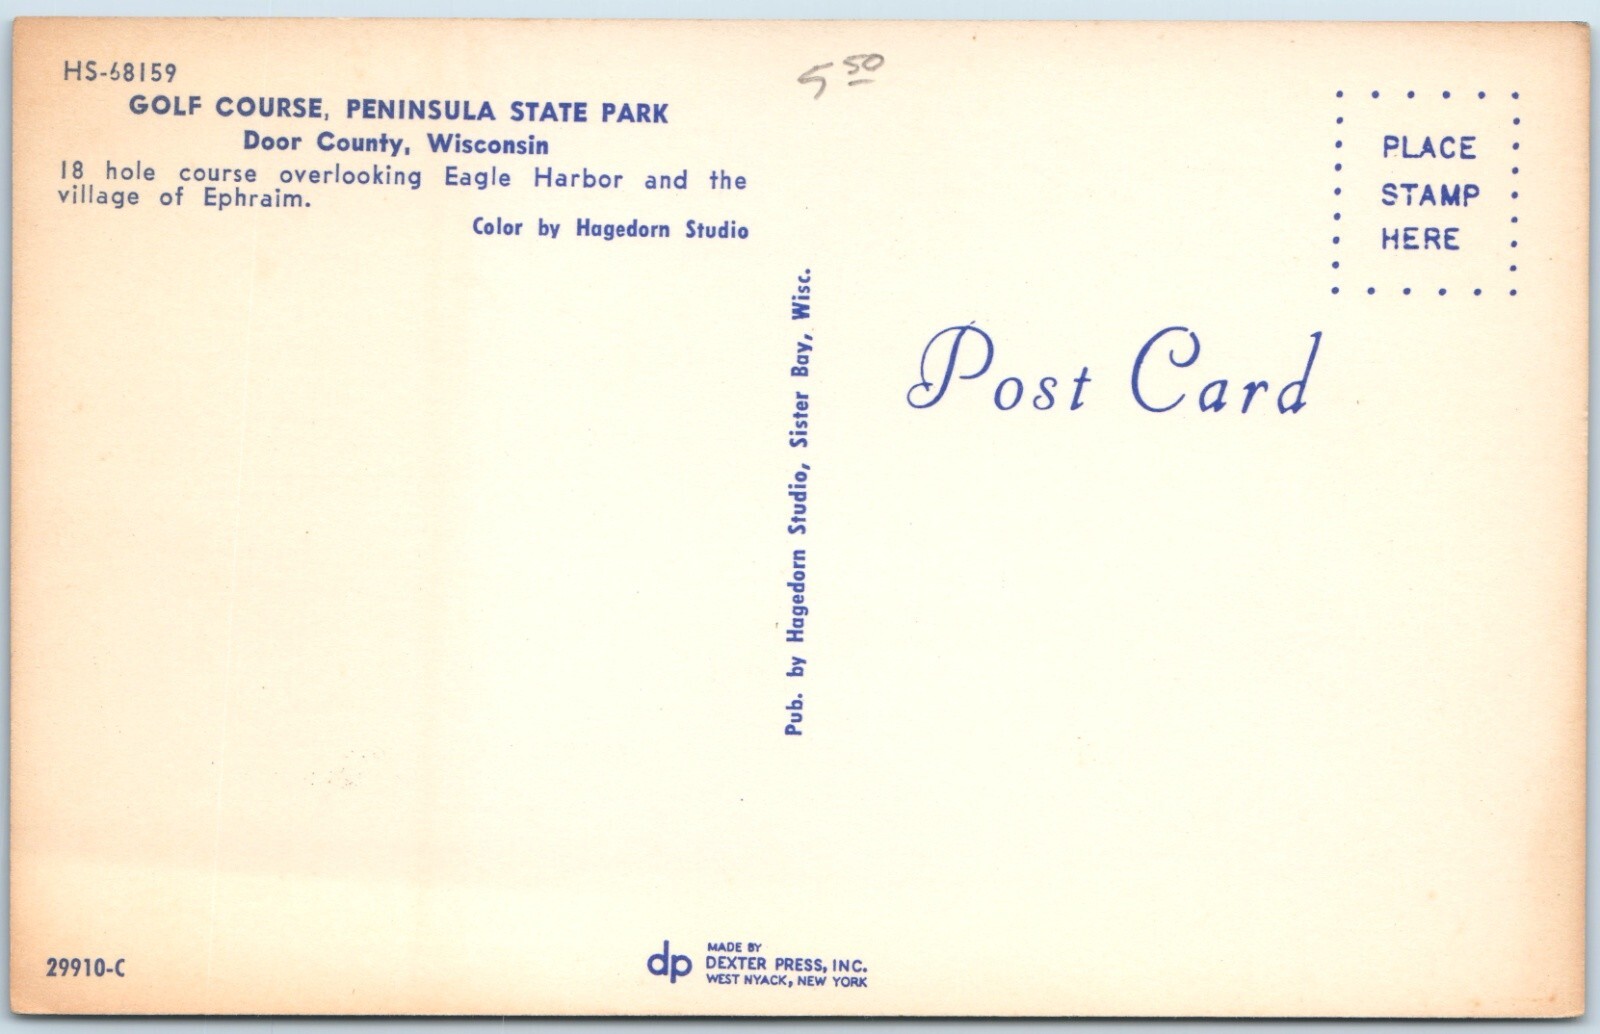 HS-68159
GOLF COURSE, PENINSULA STATE PARK
Door County, Wisconsin
18 hole course overlooking Eagle Harbor and the
village of Ephraim.
Color by Hagedorn Studio
5 50
PLACE
STAMP
HERE
Post Card
Pub. by Hagedorn Studio, Sister Bay, Wisc.
29910-C
dp
MADE BY
DEXTER PRESS, INC.
WEST NYACK, NEW YORK